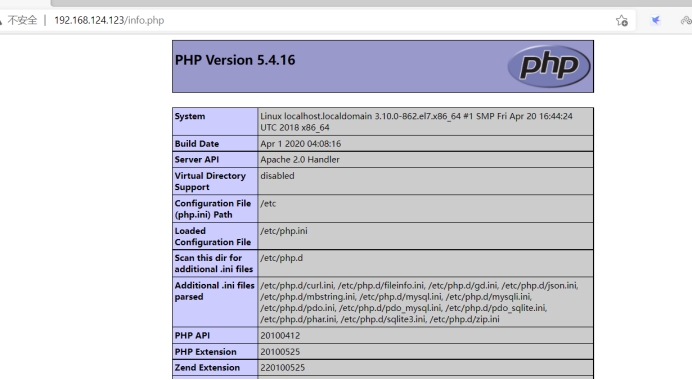 不安全 | 192.168.124.123/info.php
PHP Version 5.4.16
php
System Linux localhost.localdomain 3.10.0-862.el7.x86_64 #1 SMP Fri Apr 20 16:44:24
UTC 2018 x86_64
Build Date Apr 1 2020 04:08:16
Server API Apache 2.0 Handler
Virtual Directory disabled
Support
Configuration File /etc
(php.ini) Path
Loaded /etc/php.ini
Configuration File
Scan this dir for /etc/php.d
additional .ini files
Additional .ini files /etc/php.d/curl.ini, /etc/php.d/fileinfo.ini, /etc/php.d/gd.ini, /etc/php.d/json.ini,
parsed /etc/php.d/mbstring.ini, /etc/php.d/mysql.ini, /etc/php.d/mysqli.ini,
/etc/php.d/pdo.ini, /etc/php.d/pdo_mysql.ini, /etc/php.d/pdo_sqlite.ini,
/etc/php.d/phar.ini, /etc/php.d/sqlite3.ini, /etc/php.d/zip.ini
PHP API 20100412
PHP Extension 20100525
Zend Extension 220100525